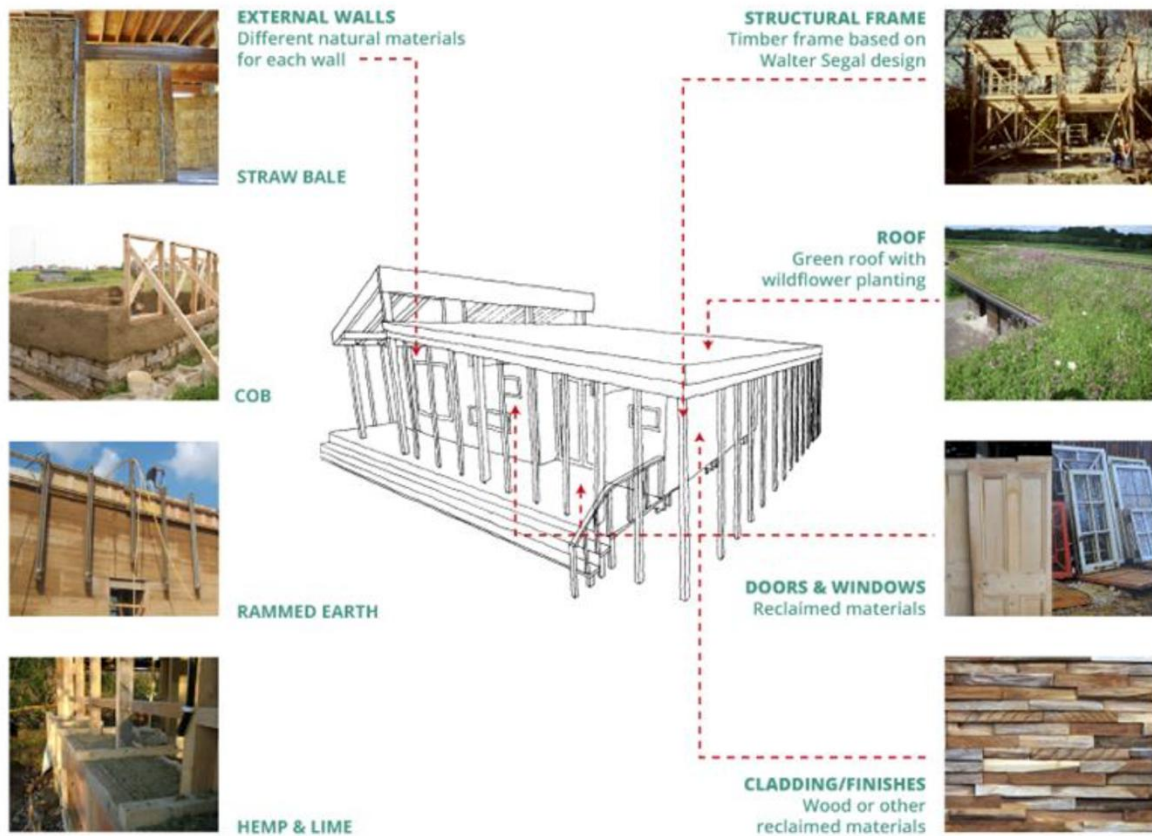 EXTERNAL WALLS
Different natural materials
for each wall
STRAW BALE
COB
RAMMED EARTH
HEMP & LIME
STRUCTURAL FRAME
Timber frame based on
Walter Segal design
ROOF
Green roof with
wildflower planting
DOORS & WINDOWS
Reclaimed materials
CLADDING/FINISHES
Wood or other
reclaimed materials